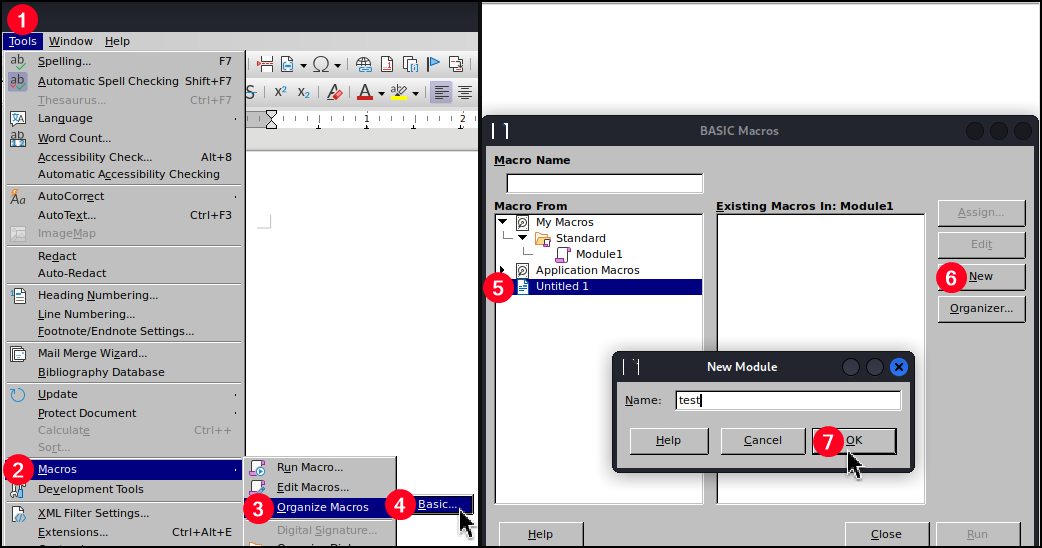 1
Tools Window Help
Spelling... F7
Automatic Spell Checking Shift+F7
Thesaurus... Ctrl+F7
Language
Word Count...
Accessibility Check... Alt+8
Automatic Accessibility Checking
AutoCorrect
AutoText... Ctrl+F3
ImageMap
Redact
Auto-Redact
Heading Numbering...
Line Numbering...
Footnote/Endnote Settings...
Mail Merge Wizard...
Bibliography Database
Update
Protect Document
Calculate Ctrl++
Sort...
2 Macros
Development Tools
XML Filter Settings...
Extensions... Ctrl+Alt+E
Run Macro...
Edit Macros...
3 Organize Macros
Digital Signature...
4 Basic...
1 2
BASIC Macros
Macro Name
Macro From
My Macros
Standard
Module1
Application Macros
5 Untitled 1
Existing Macros In: Module1
Assign...
Edit
6 New
Organizer...
New Module
Name: test
Help Cancel 7 OK
Help Close Run